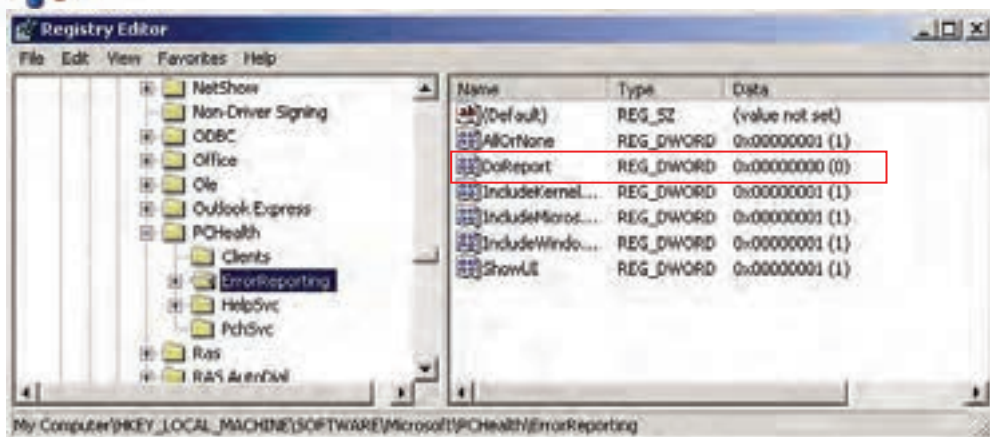 Registry Editor
File Edit View Favorites Help
NetShow
Non-Driver Signing
ODBC
Office
Ole
Outlook Express
PCHealth
Clients
ErrorReporting
HelpSvc
PchSvc
Ras
RAS AutoDial
Name Type Data
(Default) REG_SZ (value not set)
AllOrNone REG_DWORD 0x00000001 (1)
DoReport REG_DWORD 0x00000000 (0)
IncludeKernel... REG_DWORD 0x00000001 (1)
IncludeMicros... REG_DWORD 0x00000001 (1)
IncludeWindo... REG_DWORD 0x00000001 (1)
ShowUI REG_DWORD 0x00000001 (1)
My Computer\HKEY_LOCAL_MACHINE\SOFTWARE\Microsoft\PCHealth\ErrorReporting